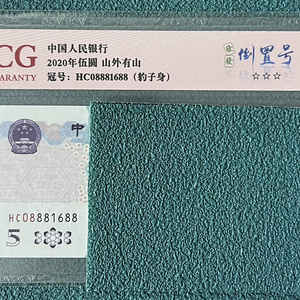 CG
WARRANTY
中国人民银行
2020年伍圆 山外有山
冠号：HC08881688（豹子身）
倒置号
☆☆☆
中
HC08881688
5